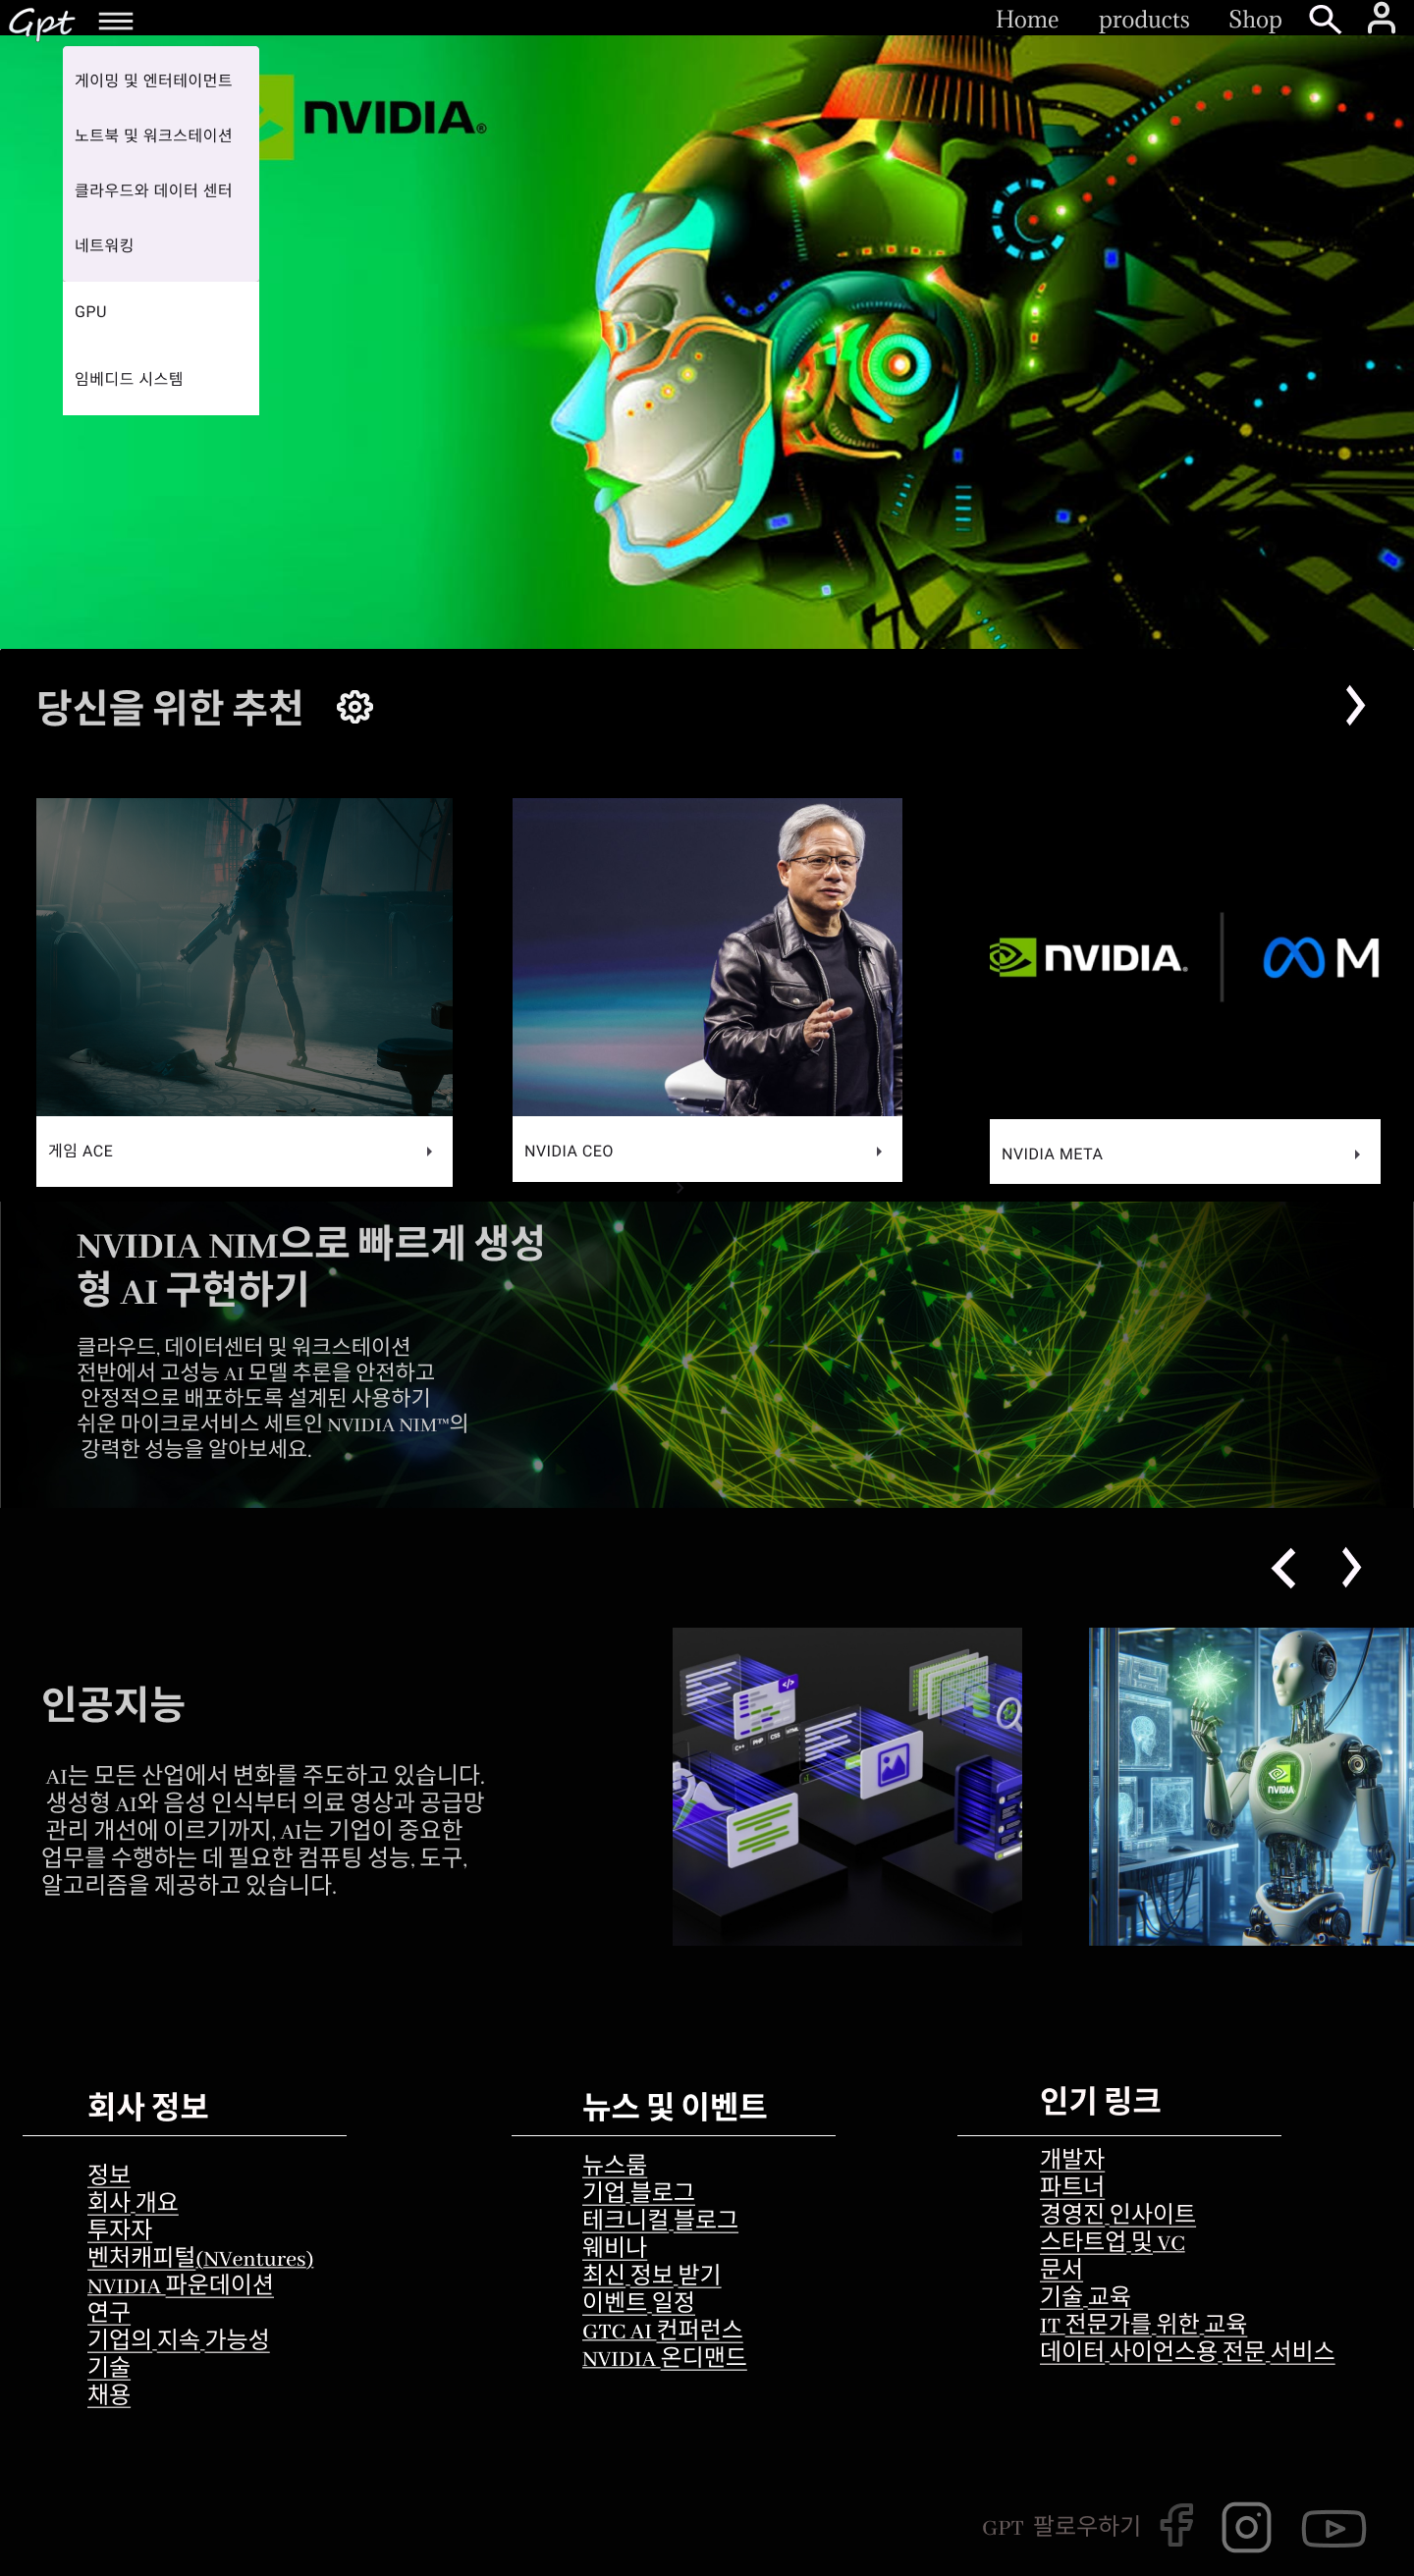 Gpt
Home products Shop
게이밍 및 엔터테이먼트
노트북 및 워크스테이션
클라우드와 데이터 센터
네트워킹
GPU
임베디드 시스템
NVIDIA®
당신을 위한 추천
NVIDIA.
M
게임 ACE
NVIDIA CEO
NVIDIA META
NVIDIA NIM으로 빠르게 생성
형 AI 구현하기
클라우드, 데이터센터 및 워크스테이션
전반에서 고성능 AI 모델 추론을 안전하고
안정적으로 배포하도록 설계된 사용하기
쉬운 마이크로서비스 세트인 NVIDIA NIM™의
강력한 성능을 알아보세요.
인공지능
AI는 모든 산업에서 변화를 주도하고 있습니다.
생성형 AI와 음성 인식부터 의료 영상과 공급망
관리 개선에 이르기까지, AI는 기업이 중요한
업무를 수행하는 데 필요한 컴퓨팅 성능, 도구,
알고리즘을 제공하고 있습니다.
</>
C++ PHP CSS HTML
NVIDIA
회사 정보
정보
회사 개요
투자자
벤처캐피털(NVentures)
NVIDIA 파운데이션
연구
기업의 지속 가능성
기술
채용
뉴스 및 이벤트
뉴스룸
기업 블로그
테크니컬 블로그
웨비나
최신 정보 받기
이벤트 일정
GTC AI 컨퍼런스
NVIDIA 온디맨드
인기 링크
개발자
파트너
경영진 인사이트
스타트업 및 VC
문서
기술 교육
IT 전문가를 위한 교육
데이터 사이언스용 전문 서비스
GPT 팔로우하기